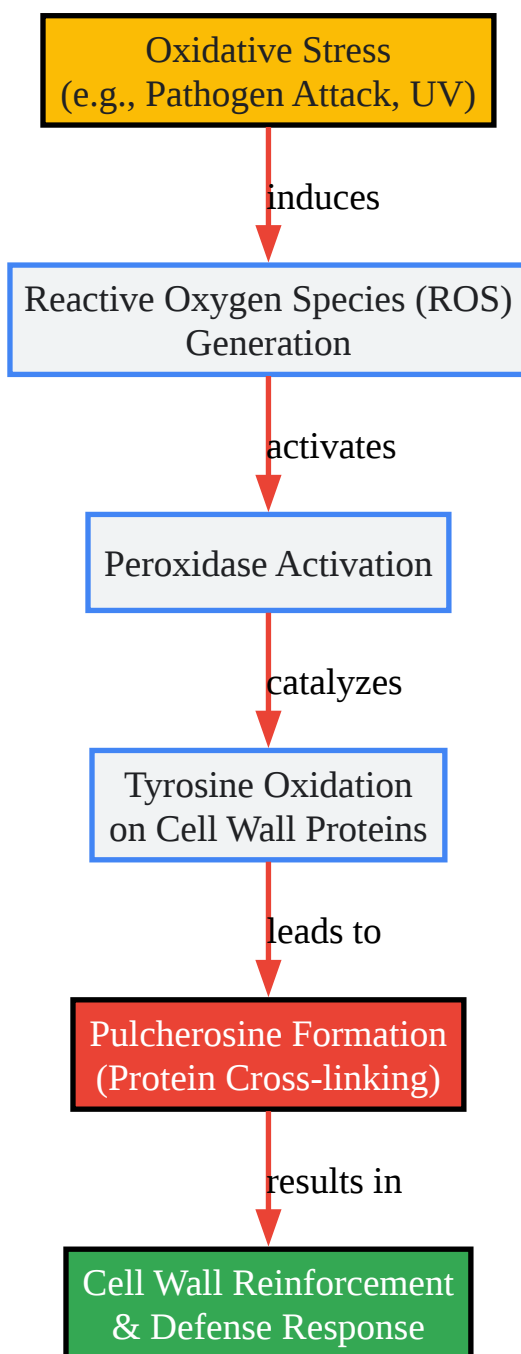 Oxidative Stress
(e.g., Pathogen Attack, UV)
induces
Reactive Oxygen Species (ROS)
Generation
activates
Peroxidase Activation
catalyzes
Tyrosine Oxidation
on Cell Wall Proteins
leads to
Pulcherosine Formation
(Protein Cross-linking)
results in
Cell Wall Reinforcement
& Defense Response